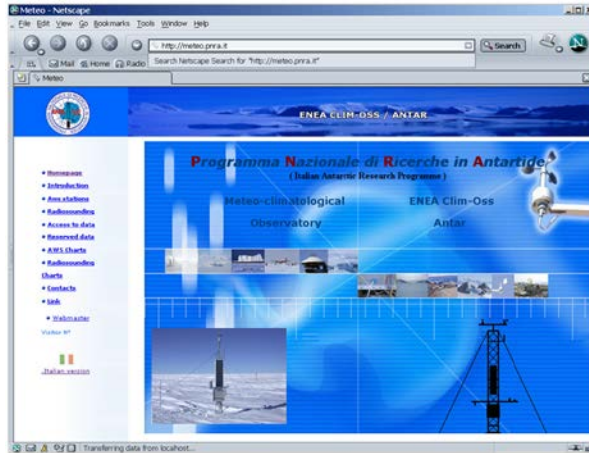 Meteo - Netscape
File Edit View Go Bookmarks Tools Window Help
http://meteo.pnra.it
Search
Mail Home Radio
Search Netscape Search for "http://meteo.pnra.it"
Meteo
ENEA CLIM-OSS / ANTAR
Programma Nazionale di Ricerche in Antartide
( Italian Antarctic Research Programme )
Meteo-climatological
Observatory
ENEA Clim-Oss
Antar
Homepage
Introduction
Aws stations
Radiosounding
Access to data
Reserved data
AWS Charts
Radiosounding
Charts
Contacts
Link
Webmaster
Visitor N°
Italian version
Transferring data from localhost...